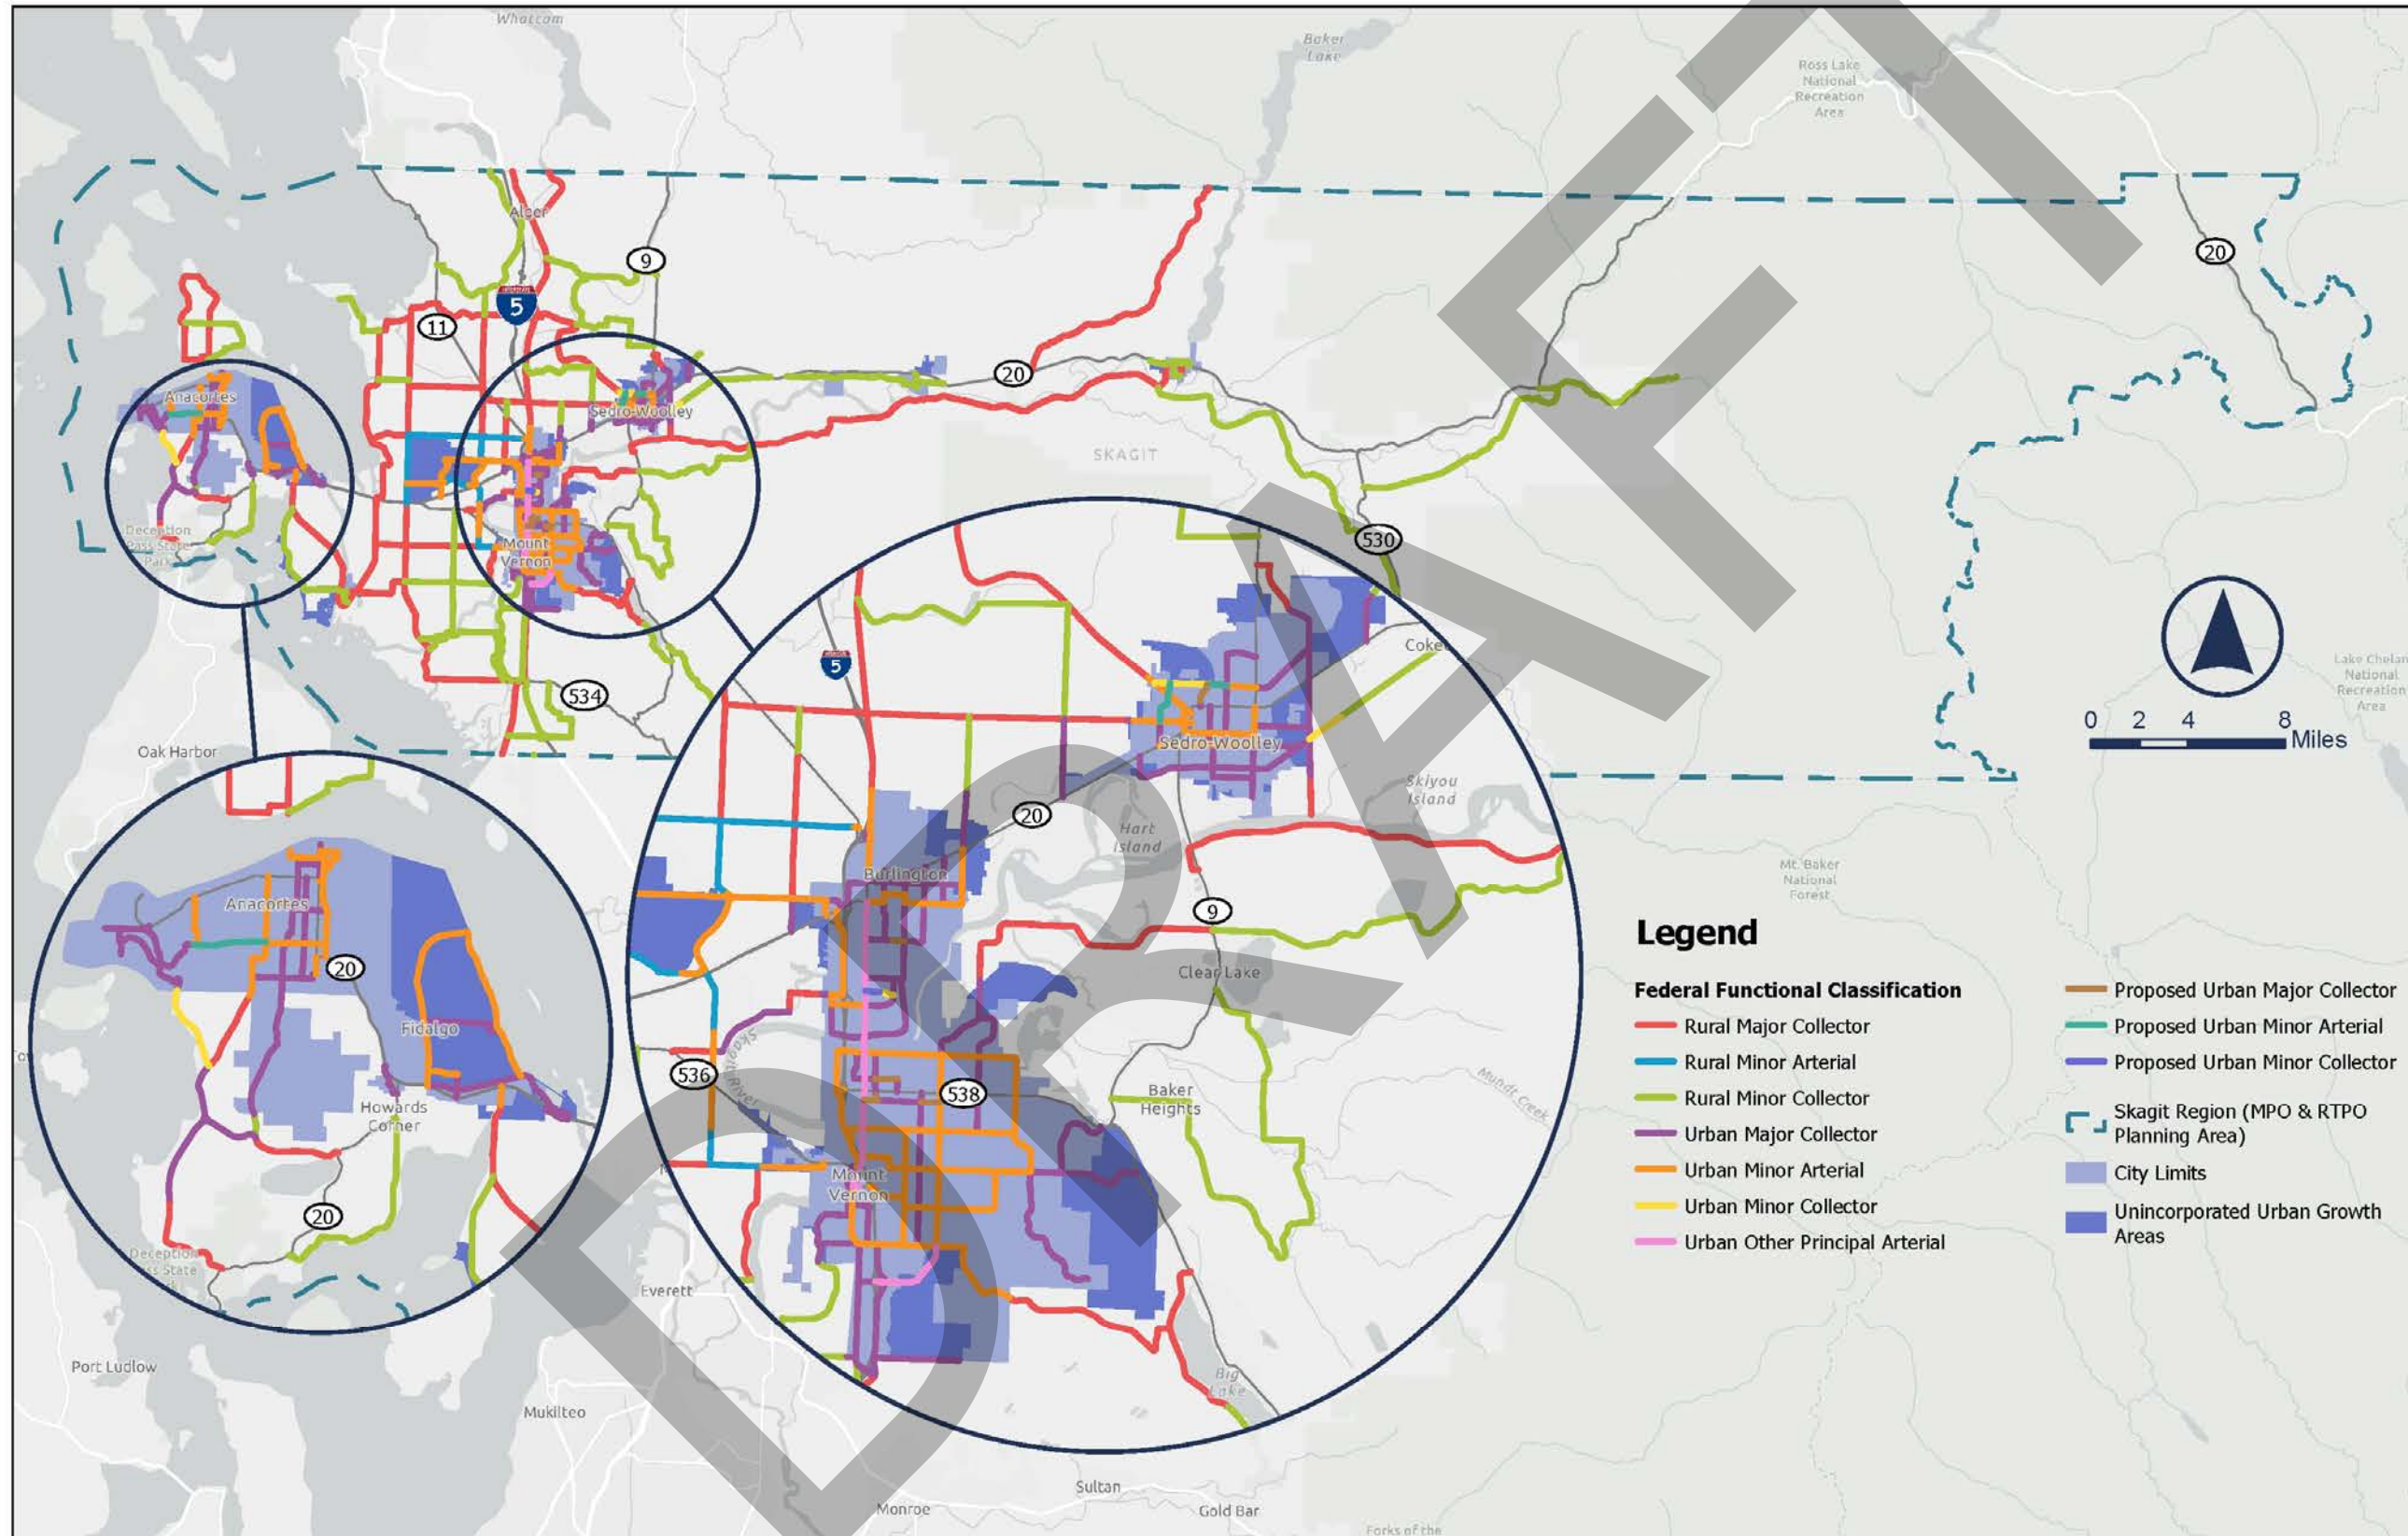 Whatcom
Baker
Lake
Ross Lake
National
Recreation
Area
Alger
9
20
INTERSTATE
5
11
20
Anacortes
Sedro-Woolley
SKAGIT
Deception
Pass State
Park
Mount
Vernon
530
534
Lake Chelan
National
Recreation
Area
0 2 4 8
Miles
Oak Harbor
5
Sedro-Woolley
Skiyou
Island
20
Hart
Island
Burlington
Anacortes
20
9
Clear Lake
Fidalgo
Skagit River
536
538
Baker
Heights
Mundt Creek
Howards
Corner
Mount
Vernon
20
Everett
Big
Lake
Port Ludlow
Mukilteo
Monroe
Sultan
Gold Bar
Forks of the
Mt. Baker
National
Forest
Legend
Federal Functional Classification
Rural Major Collector
Rural Minor Arterial
Rural Minor Collector
Urban Major Collector
Urban Minor Arterial
Urban Minor Collector
Urban Other Principal Arterial
Proposed Urban Major Collector
Proposed Urban Minor Arterial
Proposed Urban Minor Collector
Skagit Region (MPO & RTPO
Planning Area)
City Limits
Unincorporated Urban Growth
Areas
DRAFT